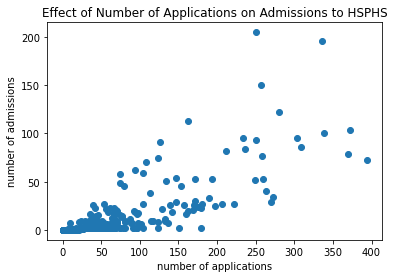 Effect of Number of Applications on Admissions to HSPHS
number of admissions
200
150
100
50
0
0 50 100 150 200 250 300 350 400
number of applications